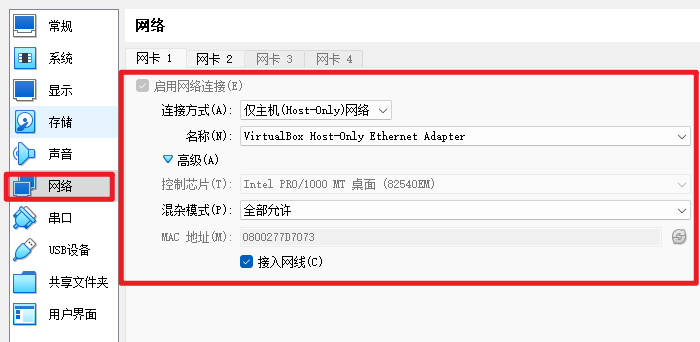 常规
系统
显示
存储
声音
网络
串口
USB设备
共享文件夹
用户界面
网络
网卡 1 网卡 2 网卡 3 网卡 4
启用网络连接(E)
连接方式(A): 仅主机(Host-Only)网络
名称(N): VirtualBox Host-Only Ethernet Adapter
高级(A)
控制芯片(T): Intel PRO/1000 MT 桌面 (82540EM)
混杂模式(P): 全部允许
MAC 地址(M): 0800277D7073
接入网线(C)